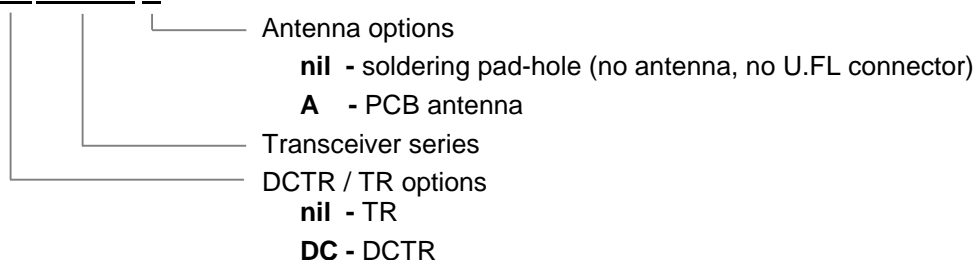 Antenna options
nil - soldering pad-hole (no antenna, no U.FL connector)
A - PCB antenna
Transceiver series
DCTR / TR options
nil - TR
DC - DCTR